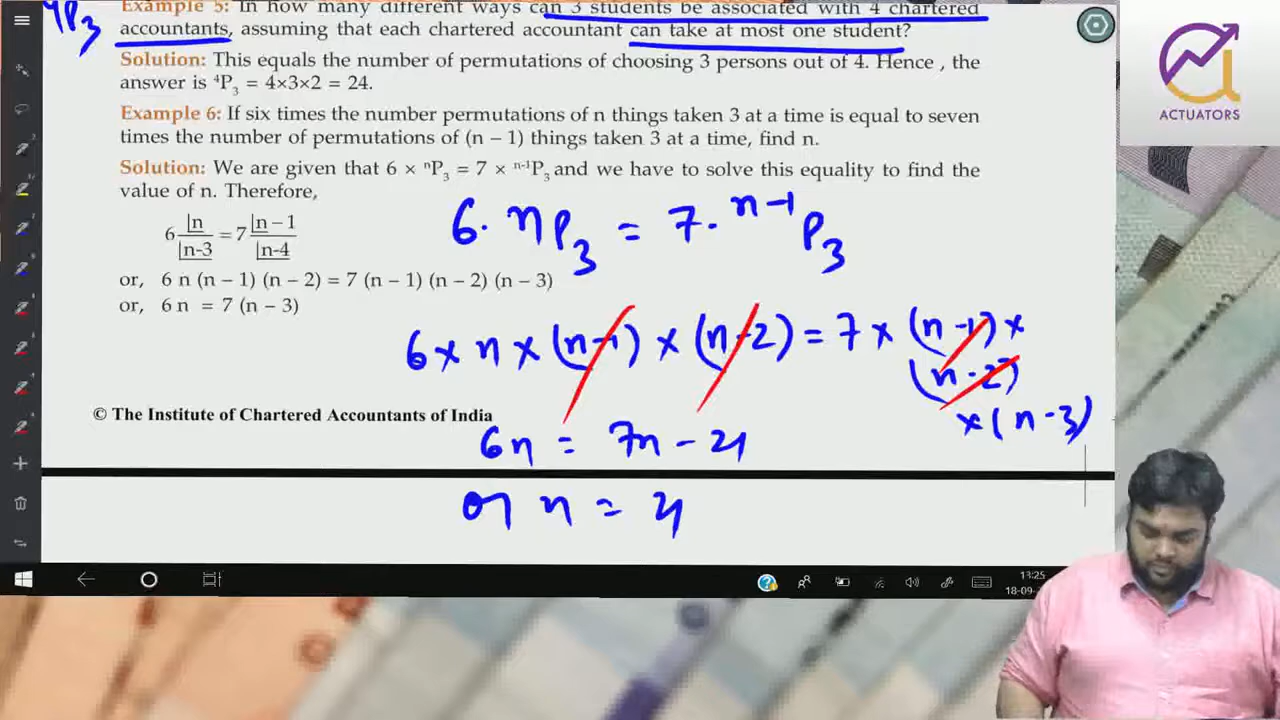 4P3
Example 5: In how many different ways can 3 students be associated with 4 chartered
accountants, assuming that each chartered accountant can take at most one student?
Solution: This equals the number of permutations of choosing 3 persons out of 4. Hence , the
answer is ⁴P₃ = 4×3×2 = 24.
Example 6: If six times the number permutations of n things taken 3 at a time is equal to seven
times the number of permutations of (n – 1) things taken 3 at a time, find n.
Solution: We are given that 6 × ⁿP₃ = 7 × ⁿ⁻¹P₃ and we have to solve this equality to find the
value of n. Therefore,
6 |n / |n-3 = 7 |n – 1 / |n-4
6. nP3 = 7. n-1 P3
or, 6 n (n – 1) (n – 2) = 7 (n – 1) (n – 2) (n – 3)
or, 6 n = 7 (n – 3)
6 × n × (n-1) × (n-2) = 7 × (n-1) ×
(n-2)
× (n-3)
© The Institute of Chartered Accountants of India
6n = 7n - 21
or n = 21
ACTUATORS
13:25
18-09-